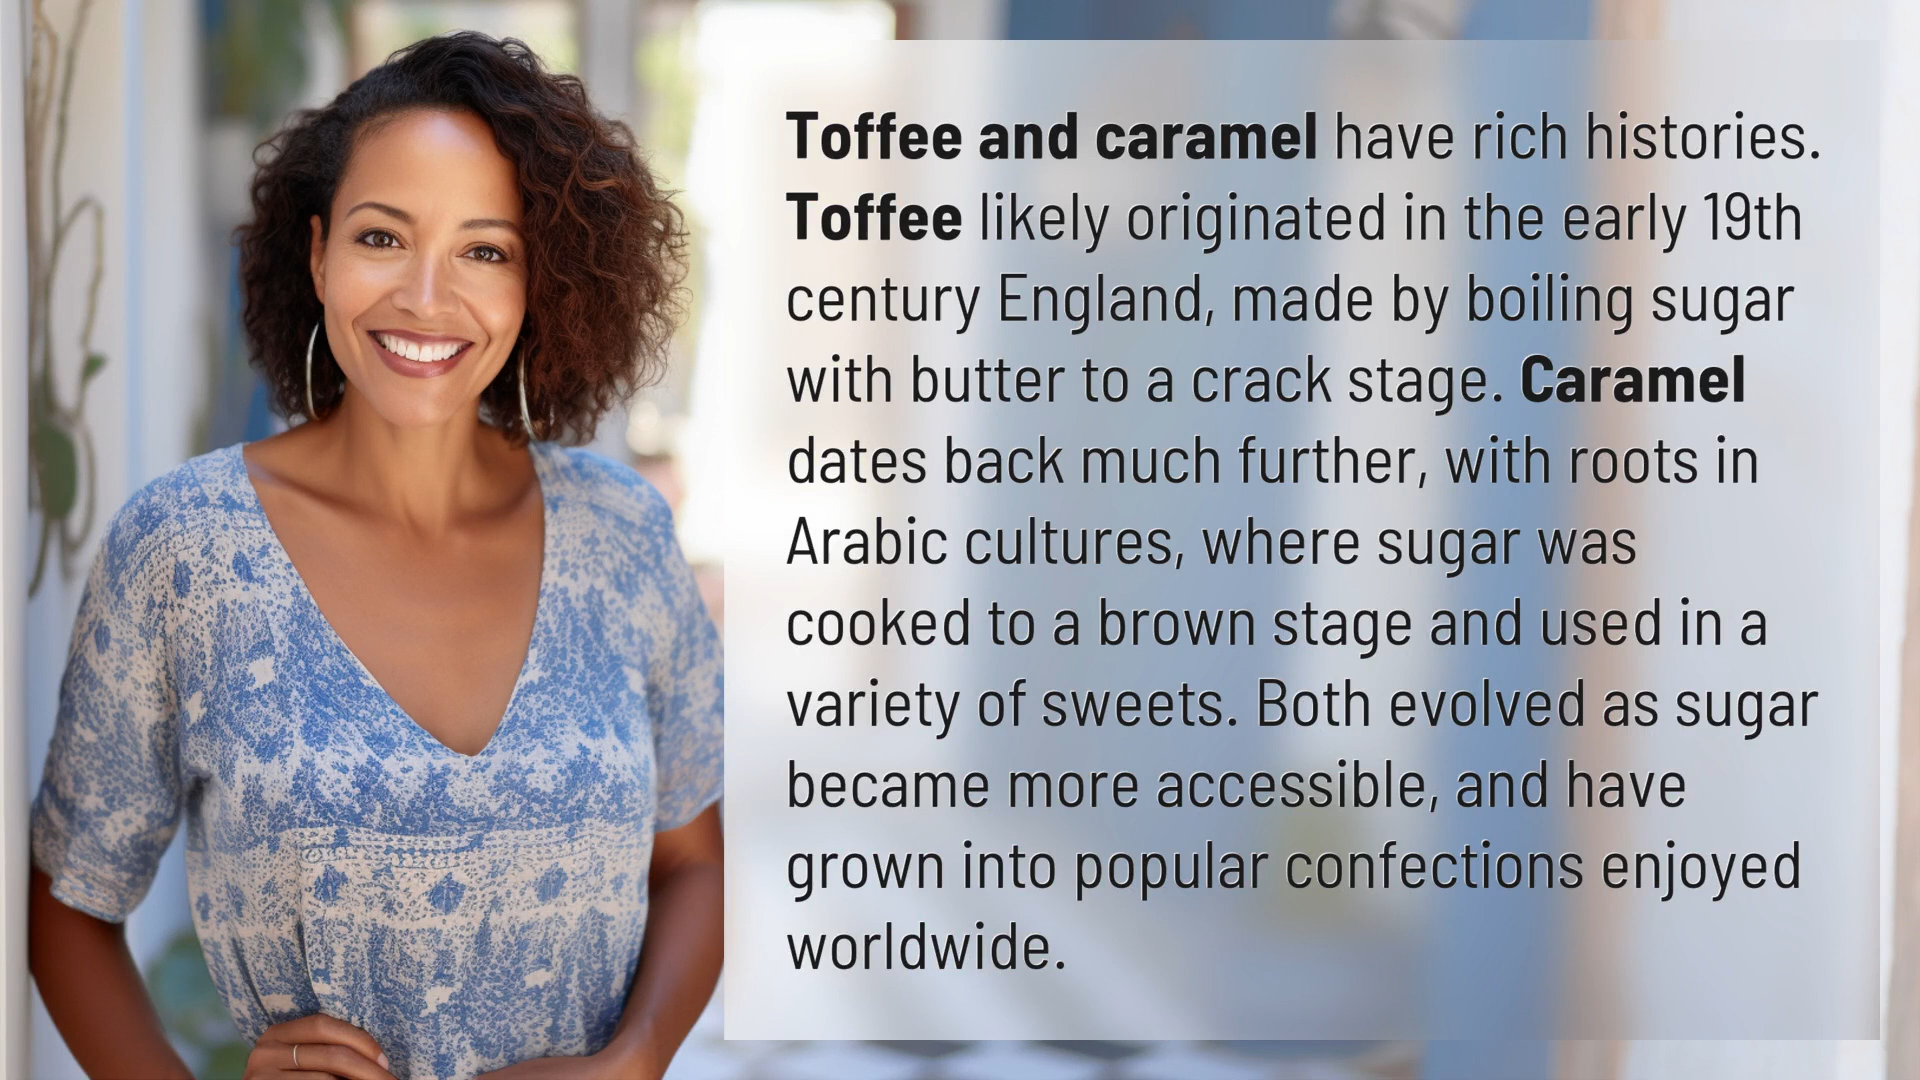 Toffee and caramel have rich histories.
Toffee likely originated in the early 19th
century England, made by boiling sugar
with butter to a crack stage. Caramel
dates back much further, with roots in
Arabic cultures, where sugar was
cooked to a brown stage and used in a
variety of sweets. Both evolved as sugar
became more accessible, and have
grown into popular confections enjoyed
worldwide.